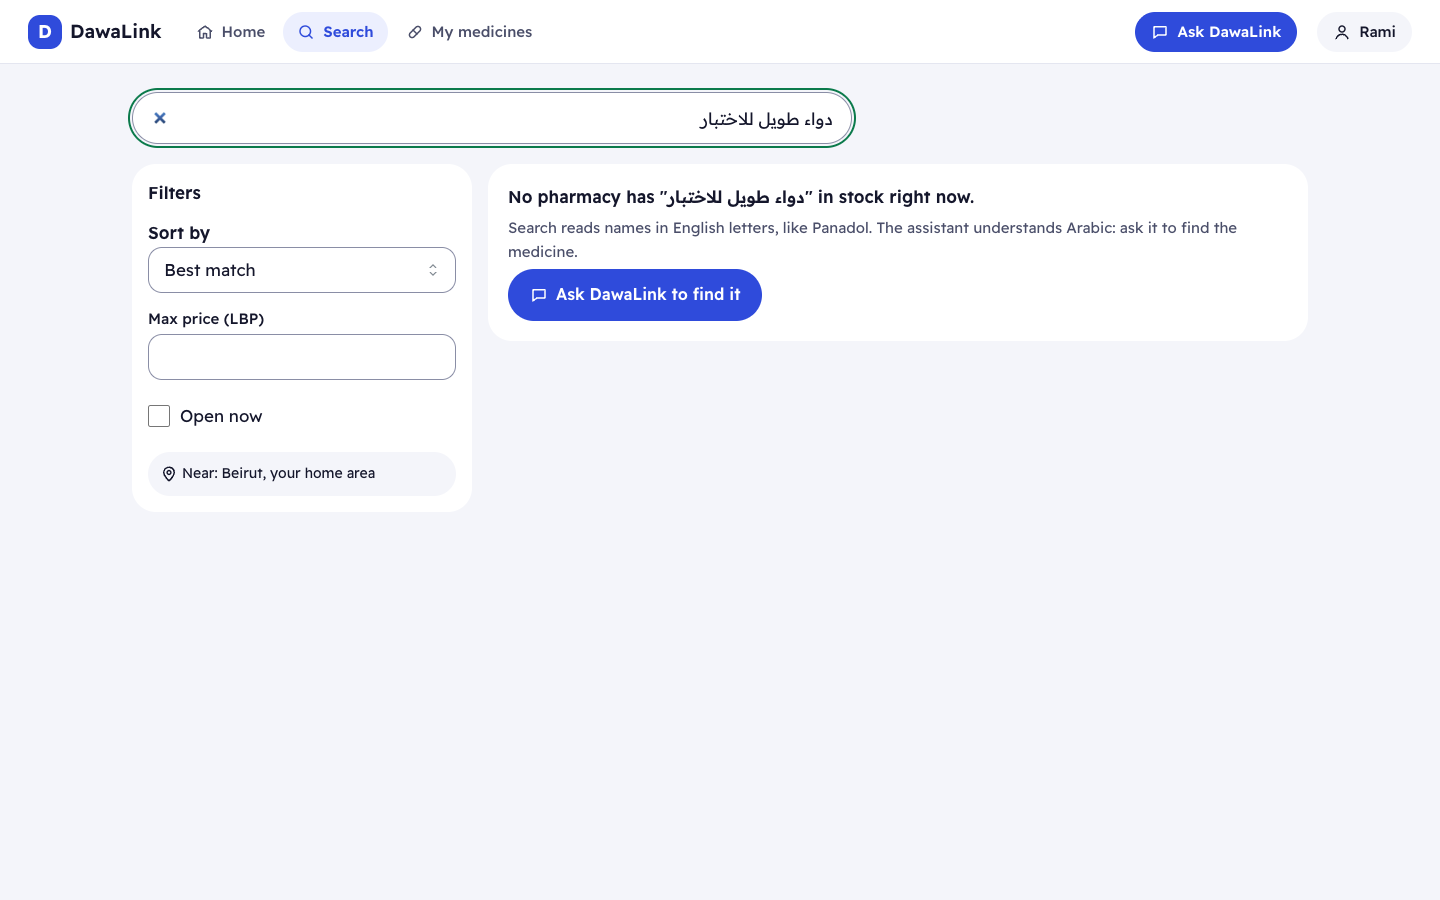 D DawaLink
Home
Search
My medicines
Ask DawaLink
Rami
دواء طويل للاختبار
Filters
Sort by
Best match
Max price (LBP)
Open now
Near: Beirut, your home area
No pharmacy has "دواء طويل للاختبار" in stock right now.
Search reads names in English letters, like Panadol. The assistant understands Arabic: ask it to find the
medicine.
Ask DawaLink to find it